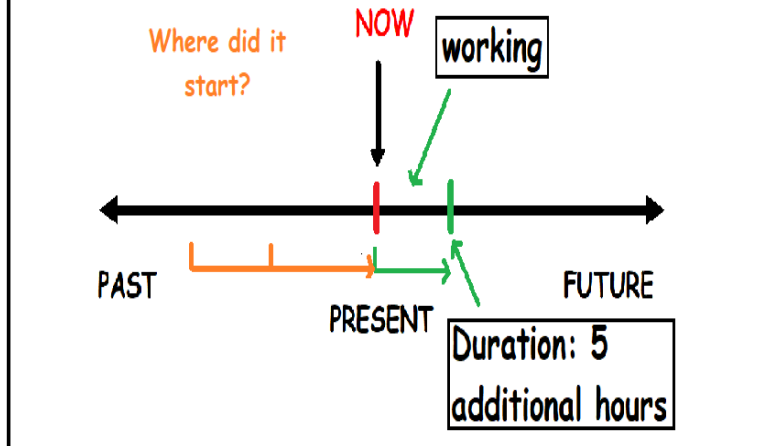 Where did it
start?
NOW
working
PAST
PRESENT
FUTURE
Duration: 5
additional hours